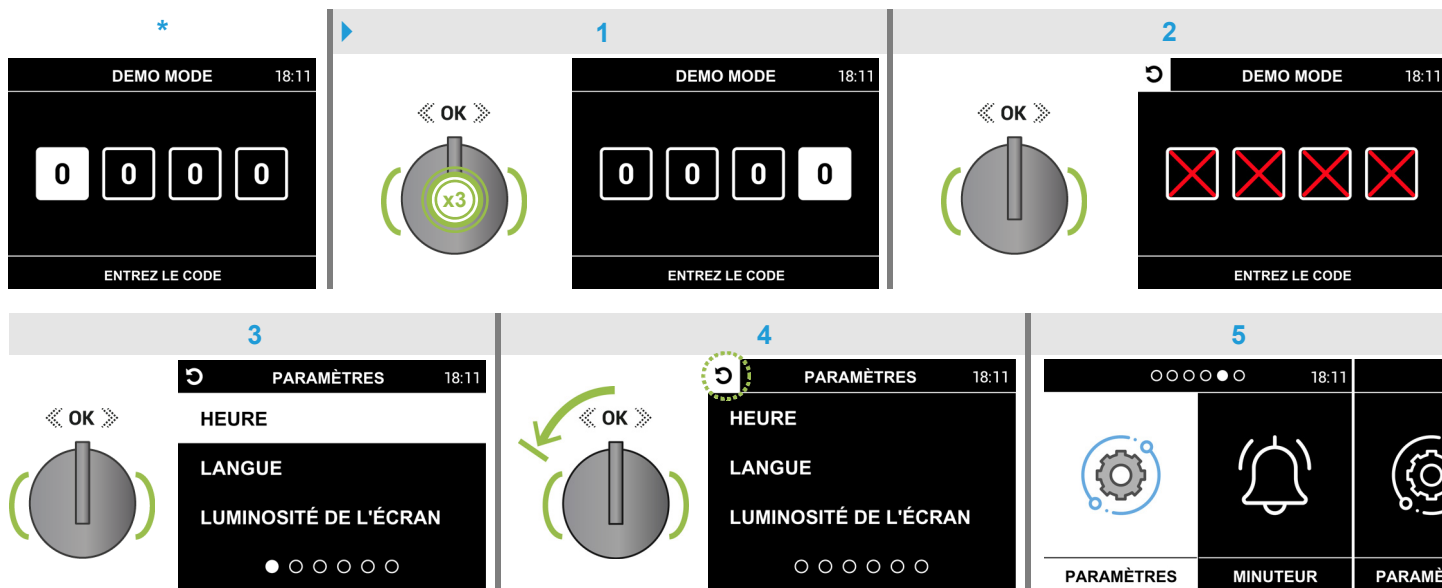 *
1
2
DEMO MODE 18:11
0 0 0 0
ENTREZ LE CODE
OK
x3
DEMO MODE 18:11
0 0 0 0
ENTREZ LE CODE
OK
DEMO MODE 18:11
ENTREZ LE CODE
3
4
5
OK
PARAMÈTRES 18:11
HEURE
LANGUE
LUMINOSITÉ DE L'ÉCRAN
OK
PARAMÈTRES 18:11
HEURE
LANGUE
LUMINOSITÉ DE L'ÉCRAN
18:11
PARAMÈTRES
MINUTEUR
PARAMÈ